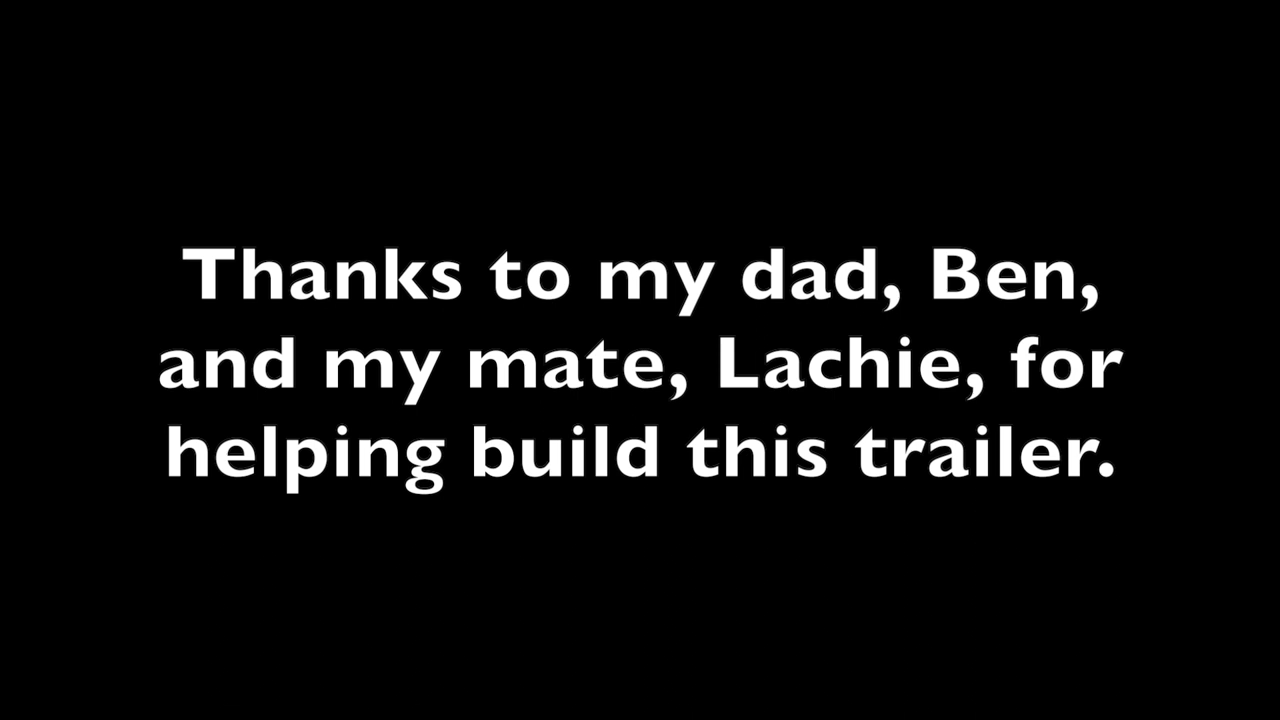 Thanks to my dad, Ben,
and my mate, Lachie, for
helping build this trailer.